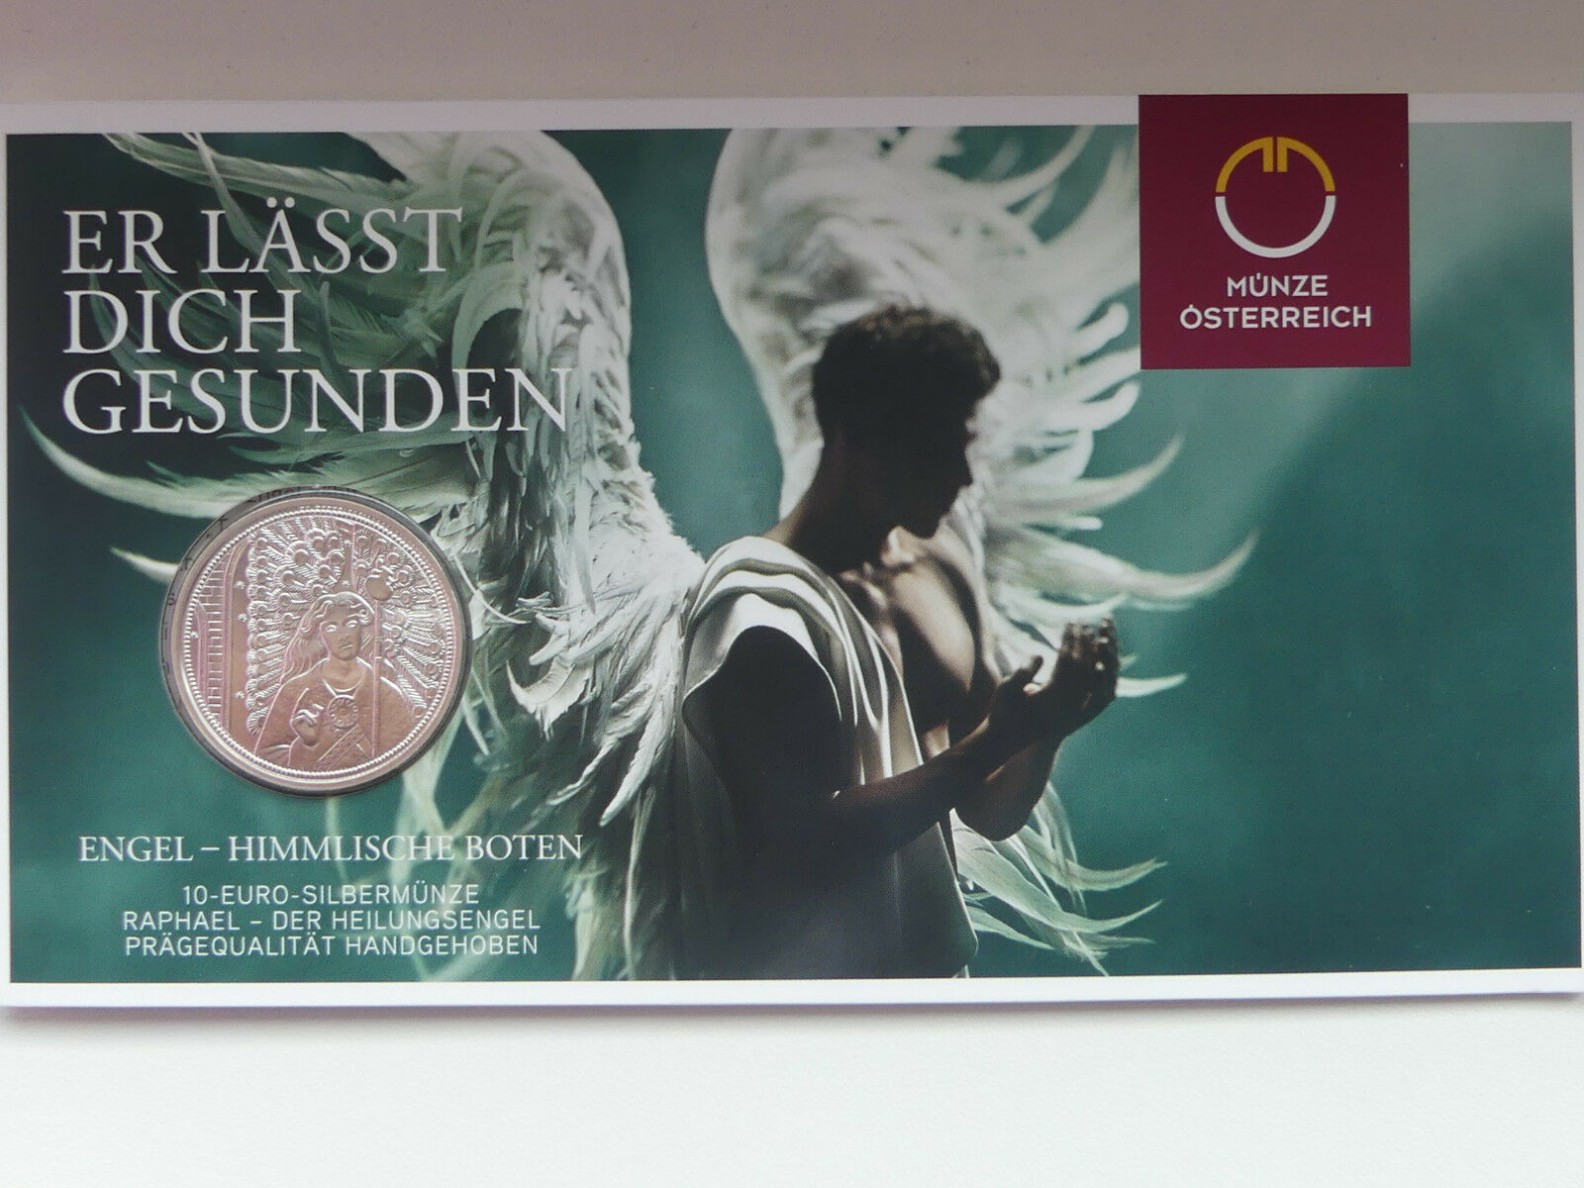 ER LÄSST
DICH
GESUNDEN
MÜNZE
ÖSTERREICH
ENGEL – HIMMLISCHE BOTEN
10-EURO-SILBERMÜNZE
RAPHAEL – DER HEILUNGSENGEL
PRÄGEQUALITÄT HANDGEHOBEN